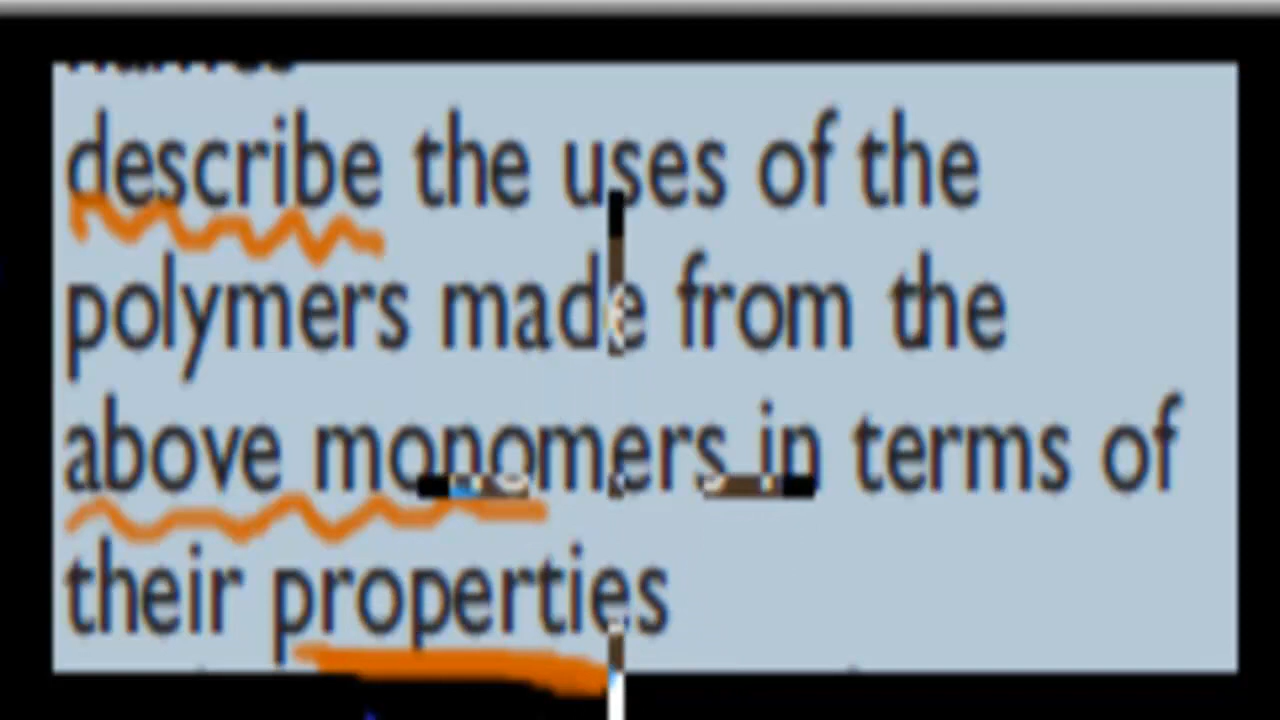 describe the uses of the
polymers made from the
above monomers in terms of
their properties